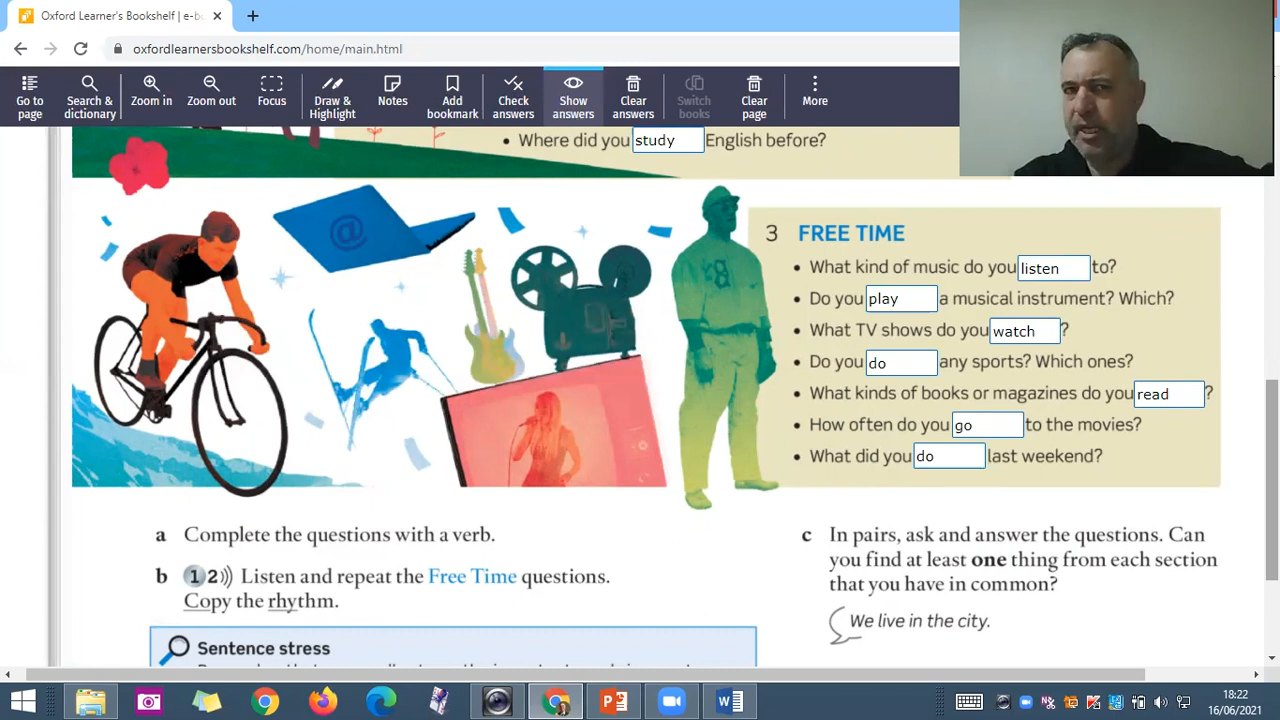 Oxford Learner's Bookshelf | e-b
oxfordlearnersbookshelf.com/home/main.html
Go to page
Search & dictionary
Zoom in
Zoom out
Focus
Draw & Highlight
Notes
Add bookmark
Check answers
Show answers
Clear answers
Switch books
Clear page
More
• Where did you study English before?
@
8
3 FREE TIME
• What kind of music do you listen to?
• Do you play a musical instrument? Which?
• What TV shows do you watch ?
• Do you do any sports? Which ones?
• What kinds of books or magazines do you read ?
• How often do you go to the movies?
• What did you do last weekend?
a Complete the questions with a verb.
b 1 2 Listen and repeat the Free Time questions.
Copy the rhythm.
Sentence stress
c In pairs, ask and answer the questions. Can
you find at least one thing from each section
that you have in common?
We live in the city.
18:22
16/06/2021